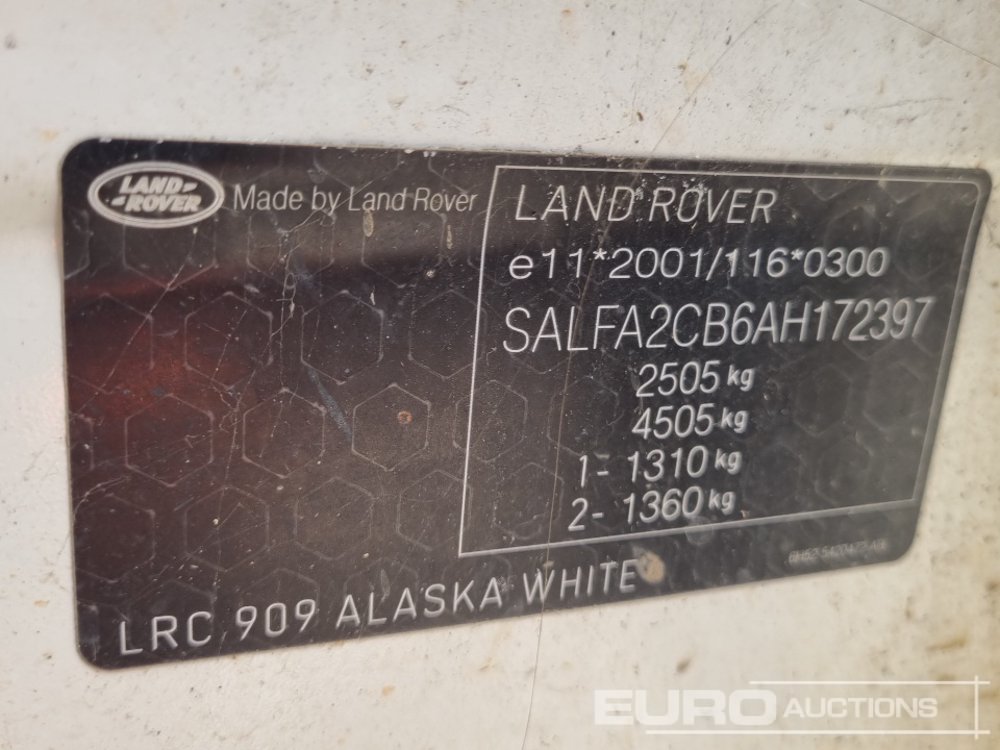 LAND-
-ROVER
Made by Land Rover
LAND ROVER
e11*2001/116*0300
SALFA2CB6AH172397
2505 kg
4505 kg
1- 1310 kg
2- 1360 kg
LRC 909 ALASKA WHITE
EURO AUCTIONS